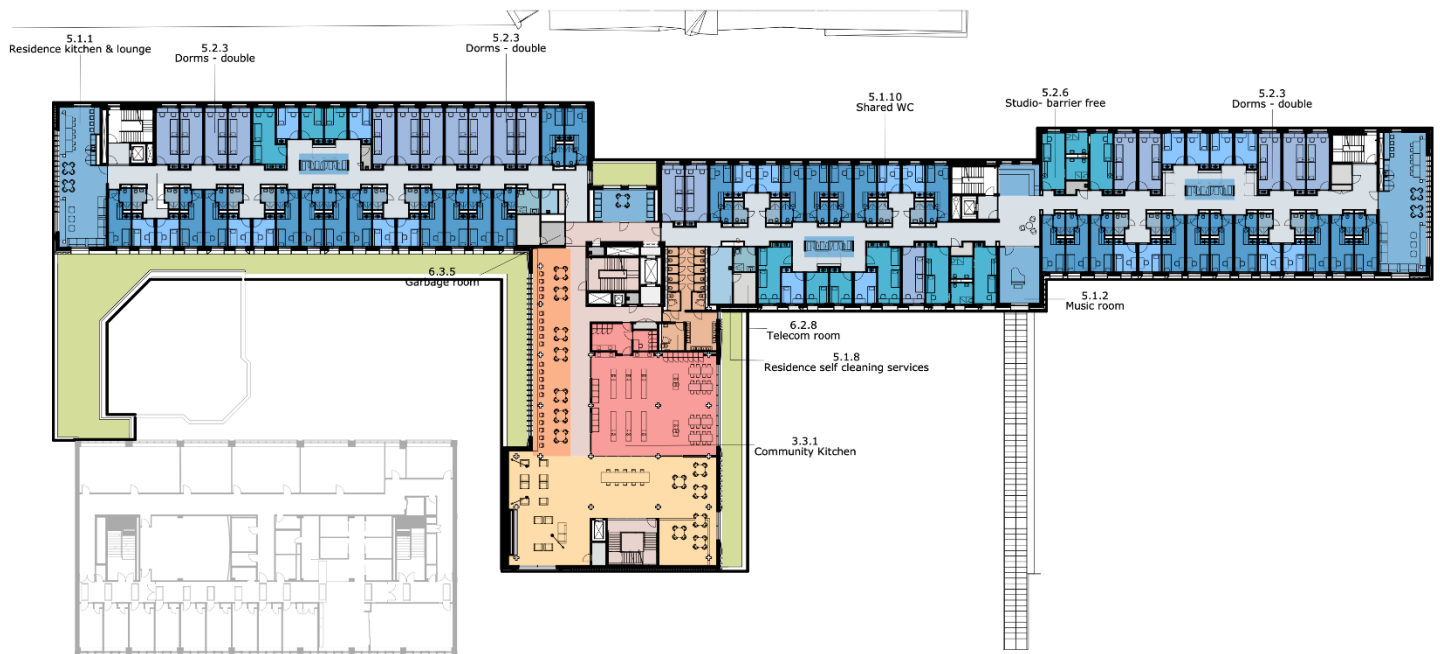 5.1.1
Residence kitchen & lounge
5.2.3
Dorms - double
5.2.3
Dorms - double
5.1.10
Shared WC
5.2.6
Studio- barrier free
5.2.3
Dorms - double
6.3.5
Garbage room
5.1.2
Music room
6.2.8
Telecom room
5.1.8
Residence self cleaning services
3.3.1
Community Kitchen